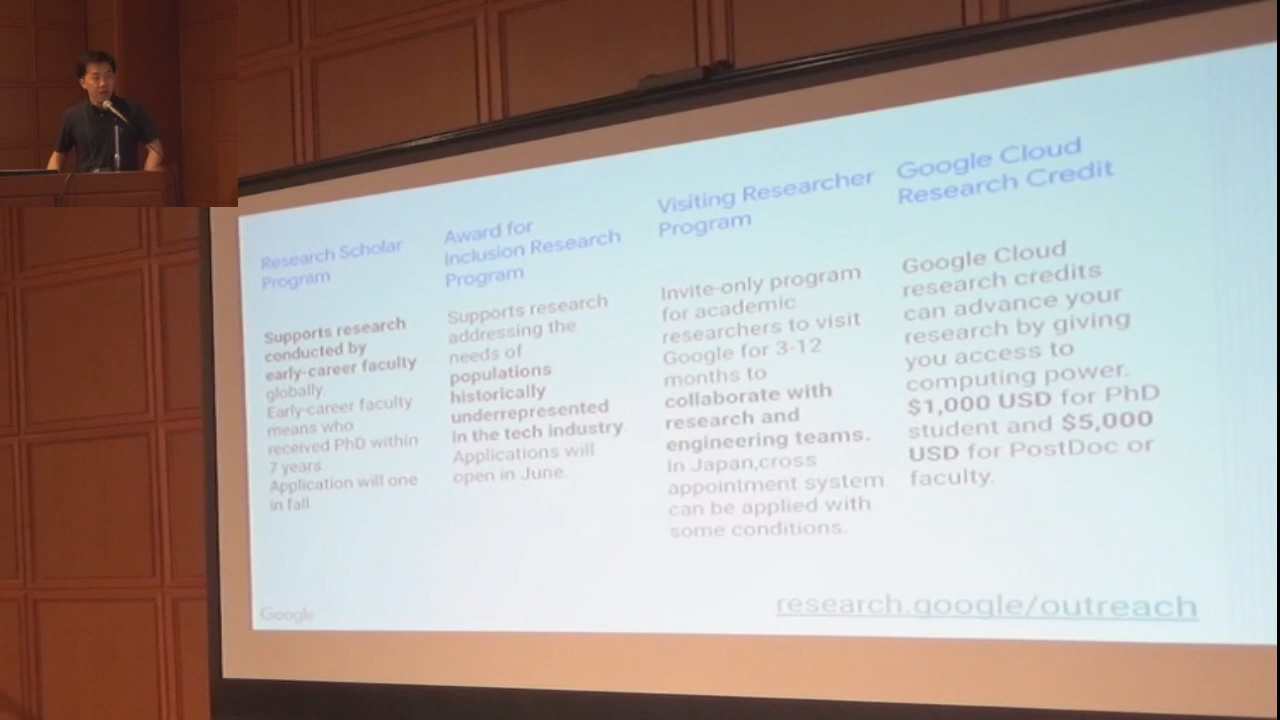 Research Scholar
Program
Supports research
conducted by
early-career faculty
globally.
Early-career faculty
means who
received PhD within
7 years.
Application will one
in fall
Award for
Inclusion Research
Program
Supports research
addressing the
needs of
populations
historically
underrepresented
in the tech industry.
Applications will
open in June.
Visiting Researcher
Program
Invite-only program
for academic
researchers to visit
Google for 3-12
months to
collaborate with
research and
engineering teams.
In Japan,cross
appointment system
can be applied with
some conditions.
Google Cloud
Research Credit
Google Cloud
research credits
can advance your
research by giving
you access to
computing power.
$1,000 USD for PhD
student and $5,000
USD for PostDoc or
faculty.
Google
research.google/outreach